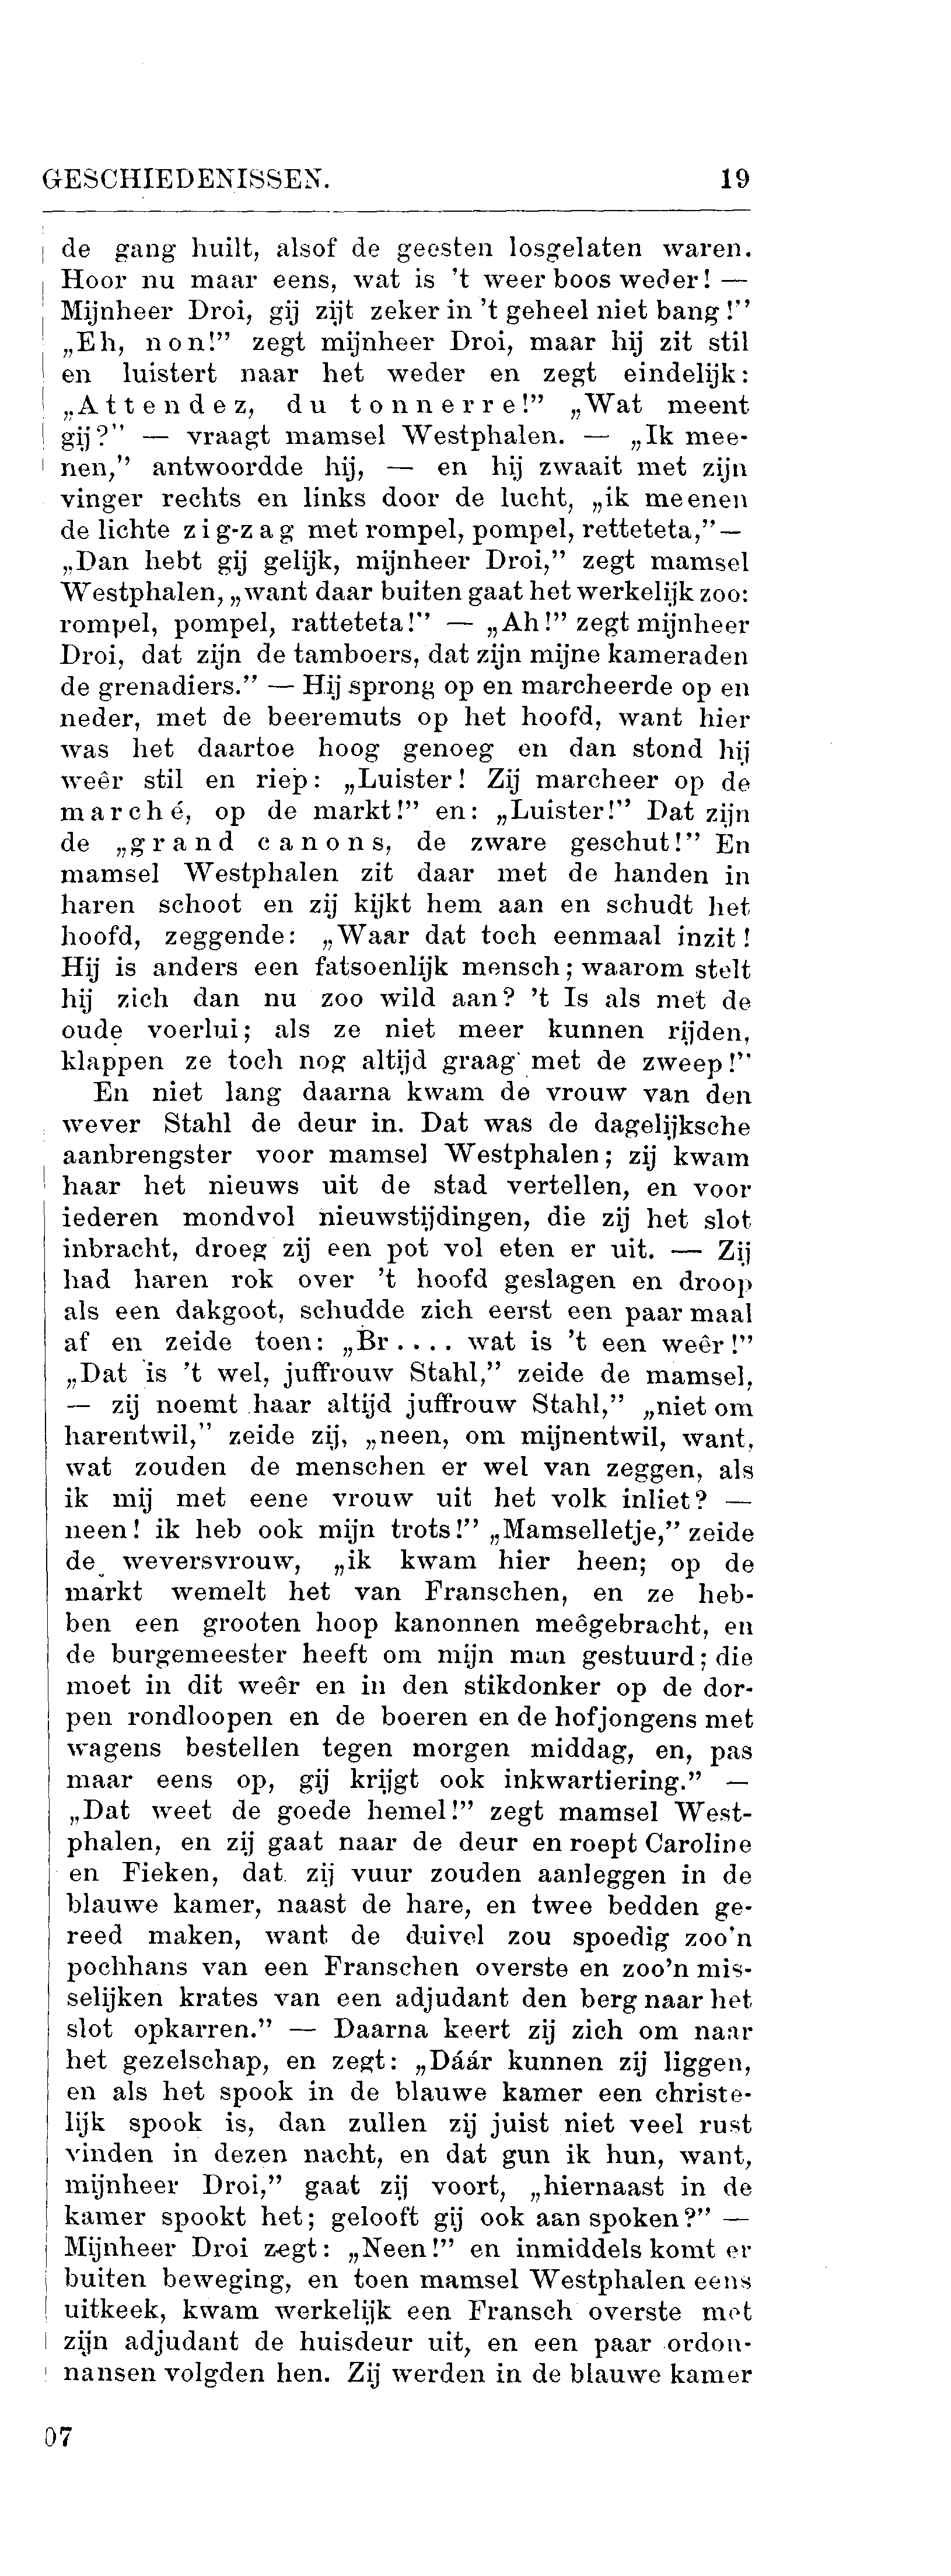 GESCHIEDENISSEN. 19
de gang huilt, alsof de geesten losgelaten waren.
Hoor nu maar eens, wat is 't weer boos weder! —
Mijnheer Droi, gij zijt zeker in 't geheel niet bang!"
„Eh, non!" zegt mijnheer Droi, maar hij zit stil
en luistert naar het weder en zegt eindelijk:
„Attendez, du tonnerre!" „Wat meent
gij?" — vraagt mamsel Westphalen. — „Ik mee-
nen," antwoordde hij, — en hij zwaait met zijn
vinger rechts en links door de lucht, „ik meenen
de lichte zig-zag met rompel, pompel, retteteta,"—
„Dan hebt gij gelijk, mijnheer Droi," zegt mamsel
Westphalen, „want daar buiten gaat het werkelijk zoo:
rompel, pompel, ratteteta!" — „Ah!" zegt mijnheer
Droi, dat zijn de tamboers, dat zijn mijne kameraden
de grenadiers." — Hij sprong op en marcheerde op en
neder, met de beeremuts op het hoofd, want hier
was het daartoe hoog genoeg en dan stond hij
weêr stil en riep: „Luister! Zij marcheer op de
marché, op de markt!" en: „Luister!" Dat zijn
de „grand canons, de zware geschut!" En
mamsel Westphalen zit daar met de handen in
haren schoot en zij kijkt hem aan en schudt het
hoofd, zeggende: „Waar dat toch eenmaal inzit!
Hij is anders een fatsoenlijk mensch; waarom stelt
hij zich dan nu zoo wild aan? 't Is als met de
oude voerlui; als ze niet meer kunnen rijden,
klappen ze toch nog altijd graag met de zweep!"
En niet lang daarna kwam de vrouw van den
wever Stahl de deur in. Dat was de dagelijksche
aanbrengster voor mamsel Westphalen; zij kwam
haar het nieuws uit de stad vertellen, en voor
iederen mondvol nieuwstijdingen, die zij het slot
inbracht, droeg zij een pot vol eten er uit. — Zij
had haren rok over 't hoofd geslagen en droop
als een dakgoot, schudde zich eerst een paar maal
af en zeide toen: „Br.... wat is 't een weêr!"
„Dat is 't wel, juffrouw Stahl," zeide de mamsel,
— zij noemt haar altijd juffrouw Stahl," „niet om
harentwil," zeide zij, „neen, om mijnentwil, want,
wat zouden de menschen er wel van zeggen, als
ik mij met eene vrouw uit het volk inliet? —
neen! ik heb ook mijn trots!" „Mamselletje," zeide
de weversvrouw, „ik kwam hier heen; op de
markt wemelt het van Franschen, en ze heb-
ben een grooten hoop kanonnen meêgebracht, en
de burgemeester heeft om mijn man gestuurd; die
moet in dit weêr en in den stikdonker op de dor-
pen rondloopen en de boeren en de hofjongens met
wagens bestellen tegen morgen middag, en, pas
maar eens op, gij krijgt ook inkwartiering." —
„Dat weet de goede hemel!" zegt mamsel West-
phalen, en zij gaat naar de deur en roept Caroline
en Fieken, dat zij vuur zouden aanleggen in de
blauwe kamer, naast de hare, en twee bedden ge-
reed maken, want de duivel zou spoedig zoo'n
pochhans van een Franschen overste en zoo'n mis-
selijken krates van een adjudant den berg naar het
slot opkarren." — Daarna keert zij zich om naar
het gezelschap, en zegt: „Dáár kunnen zij liggen,
en als het spook in de blauwe kamer een christe-
lijk spook is, dan zullen zij juist niet veel rust
vinden in dezen nacht, en dat gun ik hun, want,
mijnheer Droi," gaat zij voort, „hiernaast in de
kamer spookt het; gelooft gij ook aan spoken?" —
Mijnheer Droi zegt: „Neen!" en inmiddels komt er
buiten beweging, en toen mamsel Westphalen eens
uitkeek, kwam werkelijk een Fransch overste met
zijn adjudant de huisdeur uit, en een paar ordon-
nansen volgden hen. Zij werden in de blauwe kamer
07